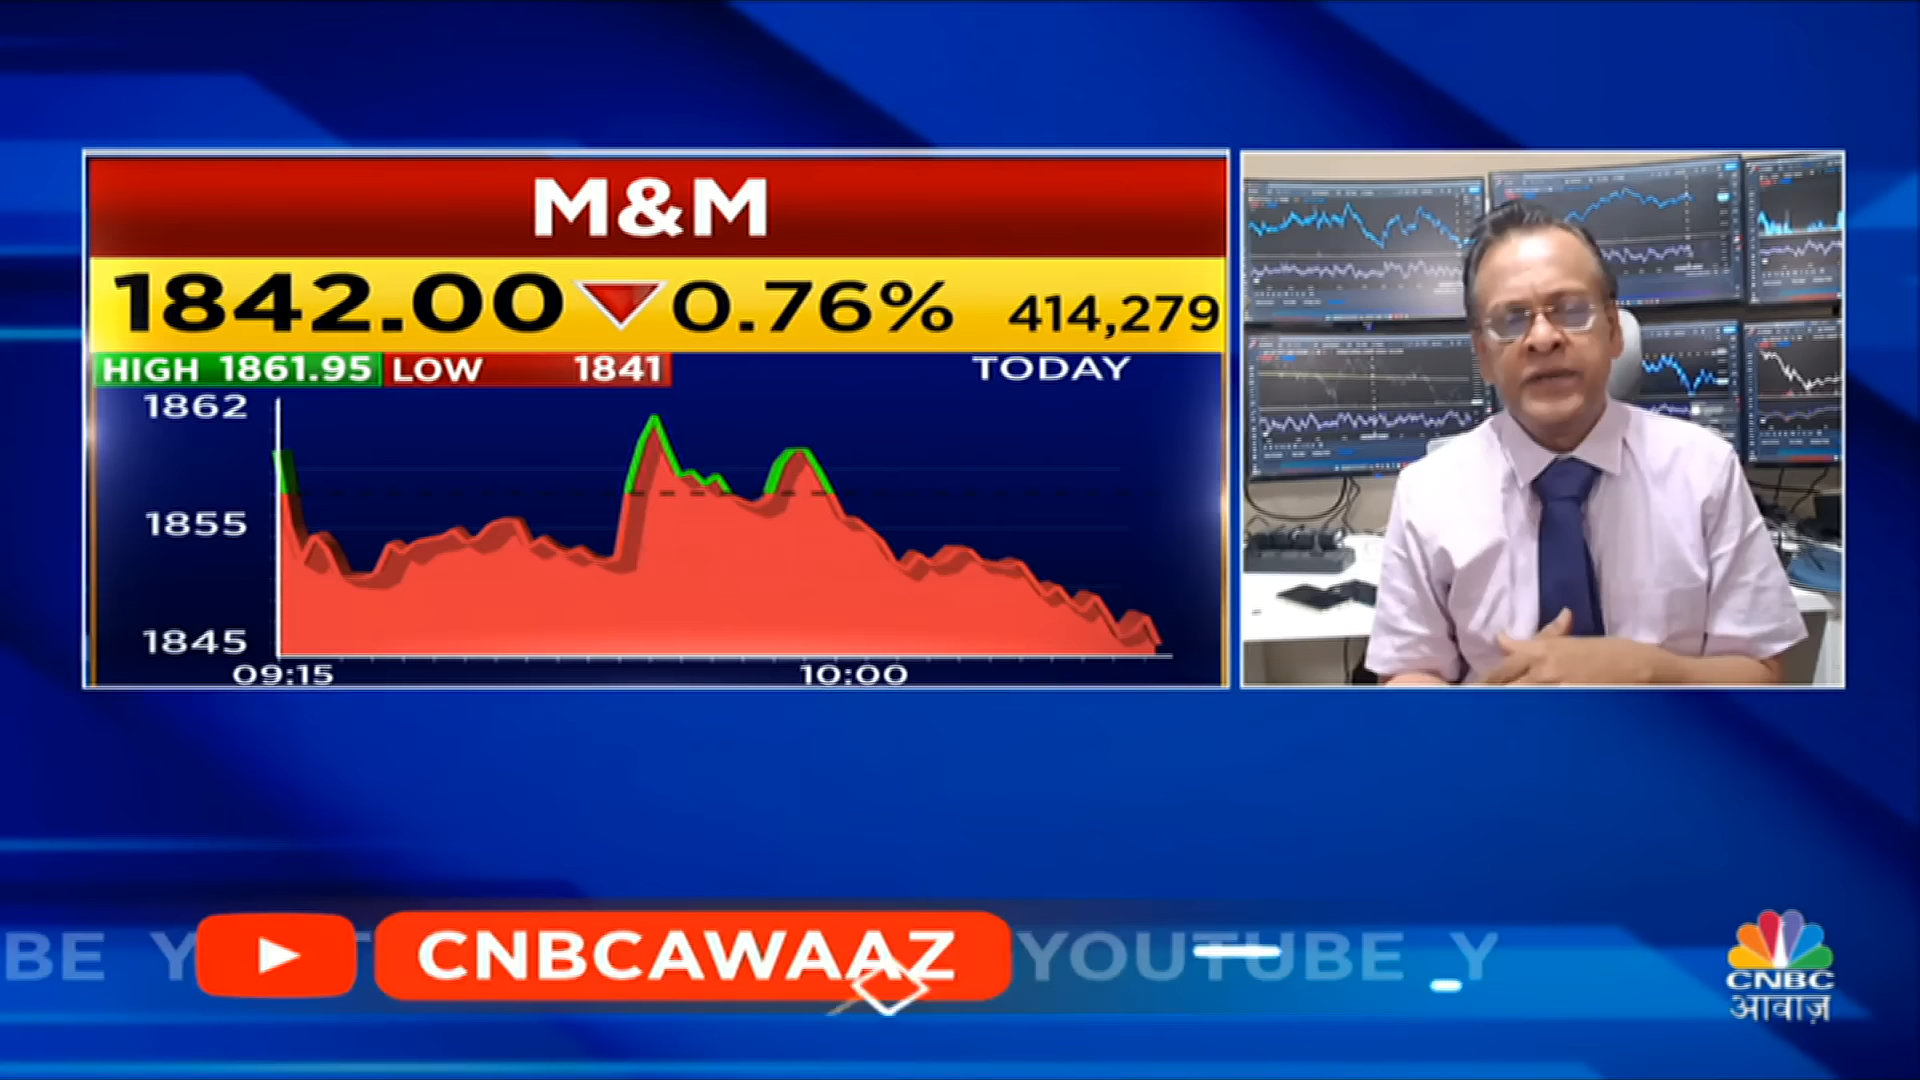 M&M
1842.00 0.76% 414,279
HIGH 1861.95 LOW 1841 TODAY
1862
1855
1845
09:15 10:00
BE Y T CNBCAWAAZ YOUTUBE Y
CNBC
आवाज़